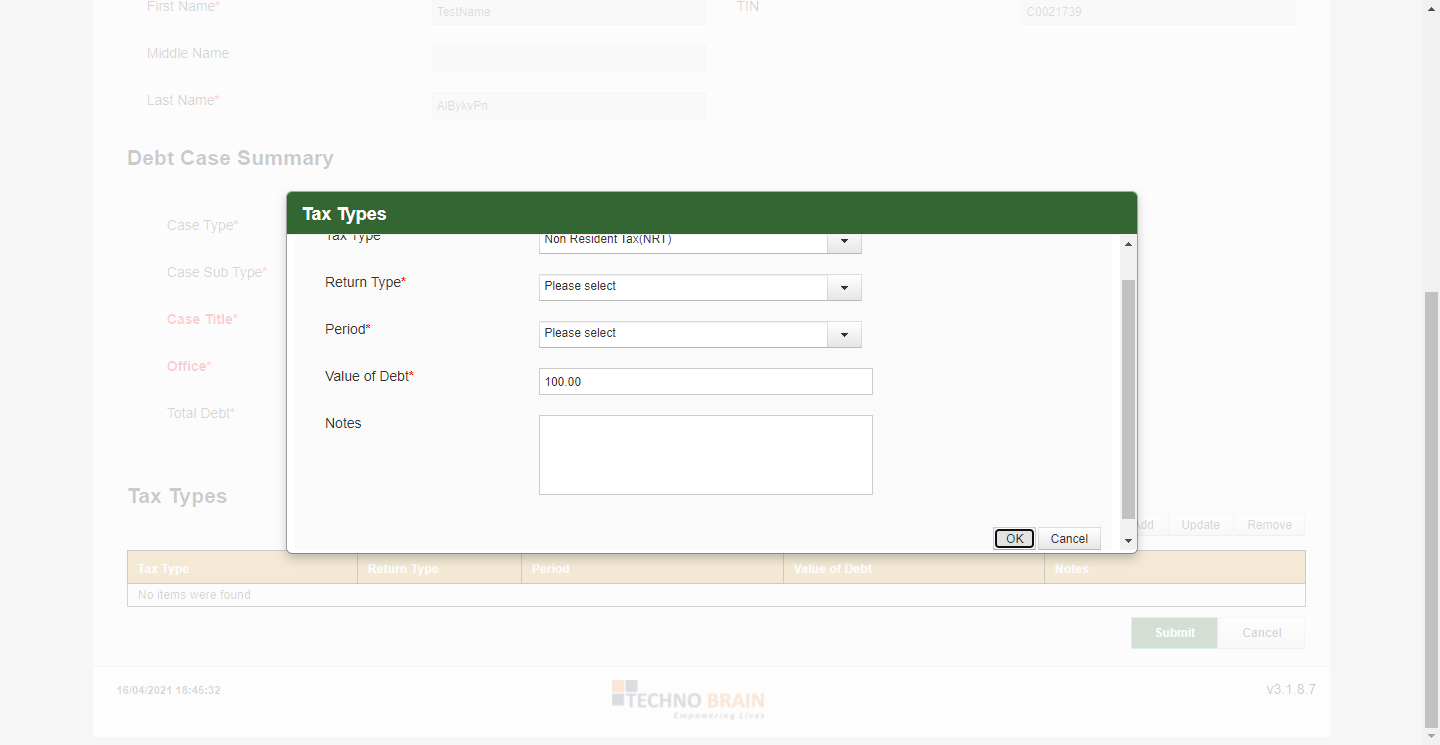 First Name* TestName TIN C0021739
Middle Name
Last Name* AlBykvPn
Debt Case Summary
Tax Types
Case Type*
Tax Type Non Resident Tax(NRT)
Case Sub Type*
Return Type* Please select
Case Title*
Period* Please select
Office*
Value of Debt* 100.00
Total Debt*
Notes
Tax Types
Add Update Remove
OK Cancel
Tax Type Return Type Period Value of Debt Notes
No items were found
Submit Cancel
16/04/2021 18:45:32 TECHNO BRAIN v3.1.8.7
Empowering Lives